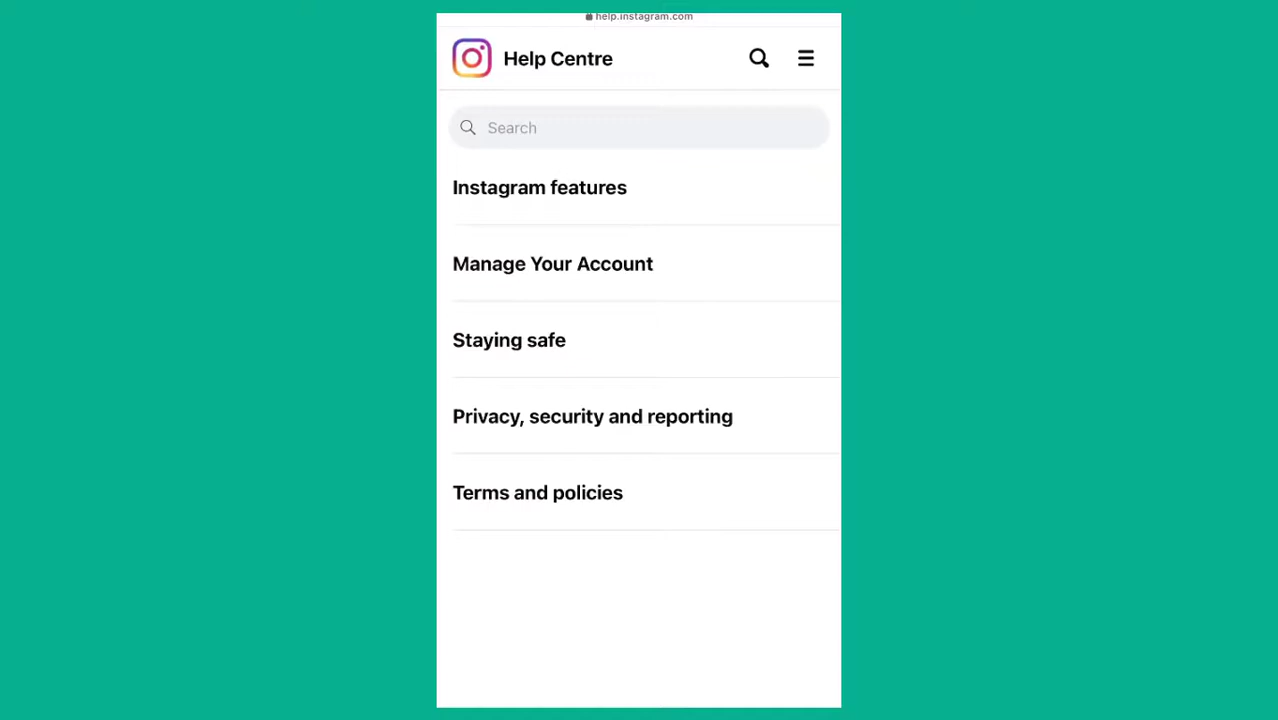 help.instagram.com
Help Centre
Search
Instagram features
Manage Your Account
Staying safe
Privacy, security and reporting
Terms and policies